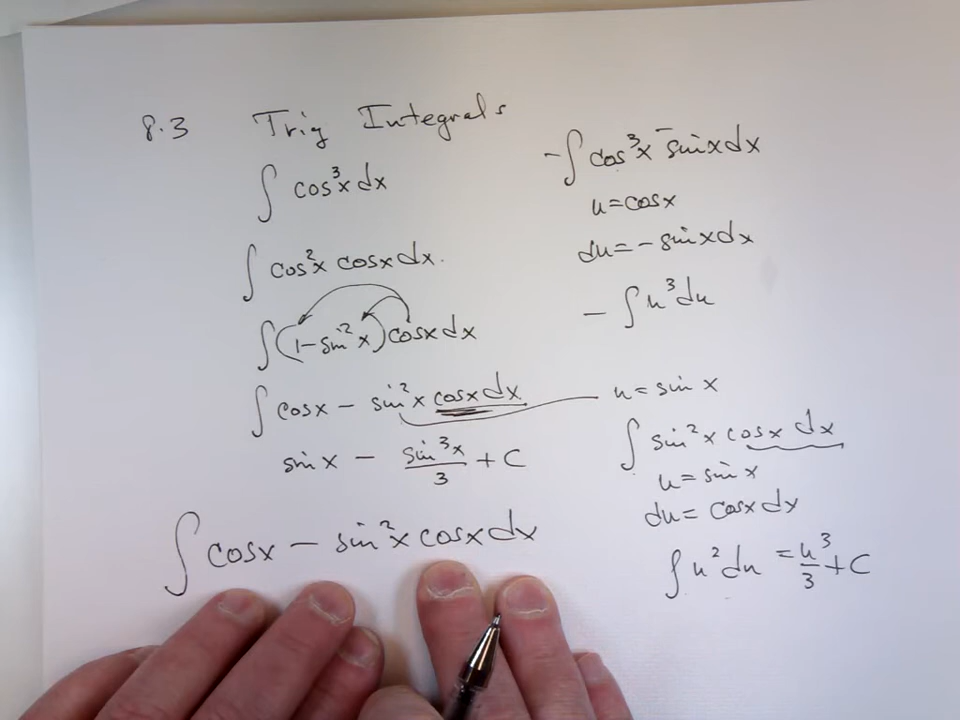 8.3 Trig Integrals
∫ cos³x dx
∫ cos²x cosx dx.
∫ (1 - sin²x) cosx dx
∫ cosx - sin²x cosx dx
sin x - sin³x/3 + C
∫ cosx - sin²x cosx dx
-∫ cos³x -sinx dx
u = cosx
du = - sinx dx
- ∫ u³ du
u = sin x
∫ sin²x cosx dx
u = sin x
du = cosx dx
∫ u² du = u³/3 + C